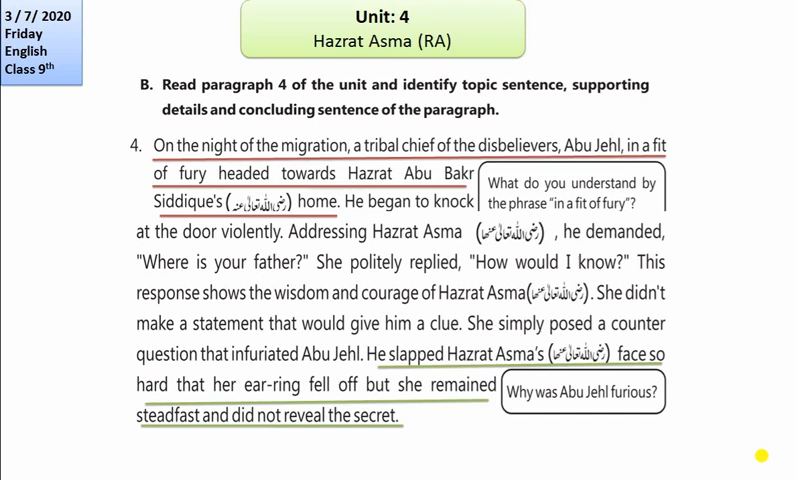 3 / 7/ 2020
Friday
English
Class 9th
Unit: 4
Hazrat Asma (RA)
B. Read paragraph 4 of the unit and identify topic sentence, supporting
details and concluding sentence of the paragraph.
4. On the night of the migration, a tribal chief of the disbelievers, Abu Jehl, in a fit
of fury headed towards Hazrat Abu Bakr
Siddique's (رضی اللہ تعالیٰ عنہ) home. He began to knock
What do you understand by
the phrase "in a fit of fury"?
at the door violently. Addressing Hazrat Asma (رضی اللہ تعالیٰ عنھا), he demanded,
"Where is your father?" She politely replied, "How would I know?" This
response shows the wisdom and courage of Hazrat Asma(رضی اللہ تعالیٰ عنھا). She didn't
make a statement that would give him a clue. She simply posed a counter
question that infuriated Abu Jehl. He slapped Hazrat Asma's (رضی اللہ تعالیٰ عنھا) face so
hard that her ear-ring fell off but she remained
steadfast and did not reveal the secret.
Why was Abu Jehl furious?